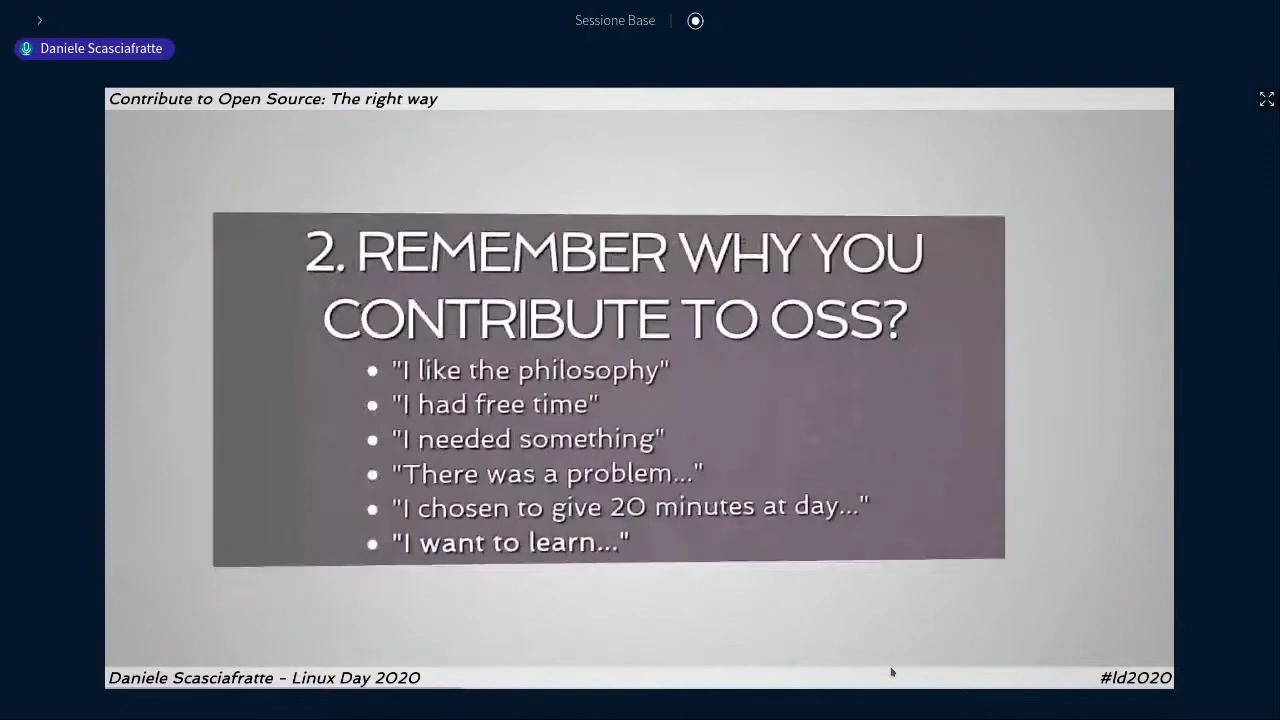 Sessione Base
Daniele Scasciafratte
Contribute to Open Source: The right way
2. REMEMBER WHY YOU
CONTRIBUTE TO OSS?
"I like the philosophy"
"I had free time"
"I needed something"
"There was a problem..."
"I chosen to give 20 minutes at day..."
"I want to learn..."
Daniele Scasciafratte - Linux Day 2020
#ld2020